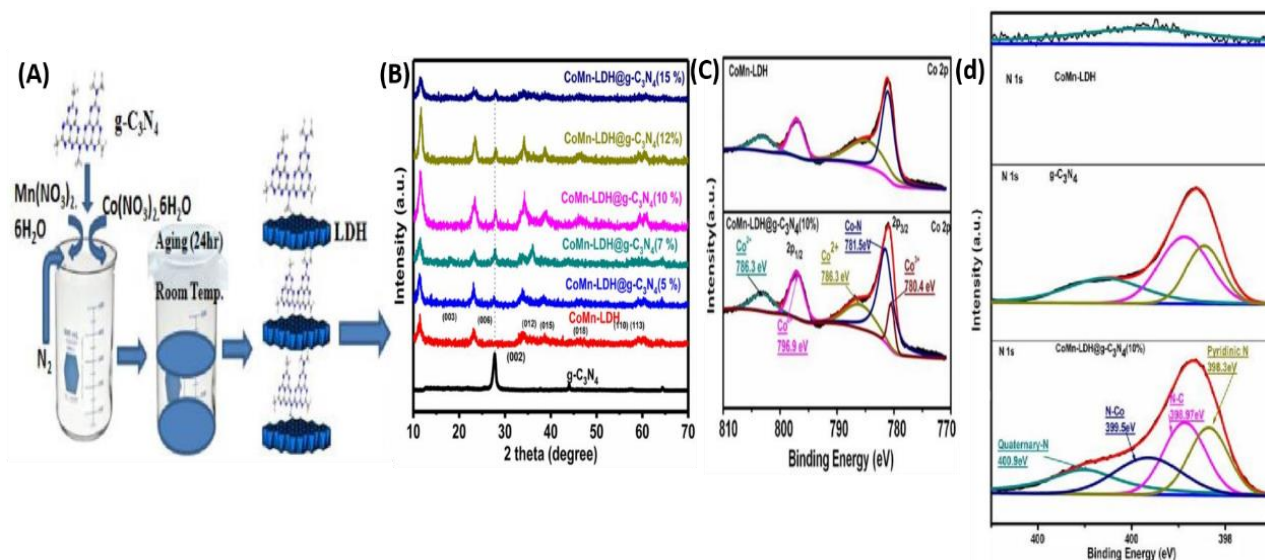 (A)
g-C3N4
Mn(NO3)2.
6H2O
Co(NO3)2.6H2O
N2
Aging (24hr)
Room Temp.
LDH
(B)
Intensity (a.u.)
CoMn-LDH@g-C3N4(15 %)
CoMn-LDH@g-C3N4(12%)
CoMn-LDH@g-C3N4(10 %)
CoMn-LDH@g-C3N4(7 %)
CoMn-LDH@g-C3N4(5 %)
CoMn-LDH
(003) (006) (012) (015) (018) (110) (113)
(002)
g-C3N4
10 20 30 40 50 60 70
2 theta (degree)
(C)
Intensity(a.u.)
CoMn-LDH Co 2p
CoMn-LDH@g-C3N4(10%) Co 2p
2p3/2
2p1/2
Co-N
781.5eV
786.3 eV
Co2+
786.3 eV
780.4 eV
796.9 eV
810 800 790 780 770
Binding Energy (eV)
(d)
Intensity(a.u.)
N 1s CoMn-LDH
N 1s g-C3N4
N 1s CoMn-LDH@g-C3N4(10%)
Pyridinic N
398.3eV
N-C
398.97eV
N-Co
399.5eV
Quaternary-N
400.9eV
400 400 398
Binding Energy (eV)